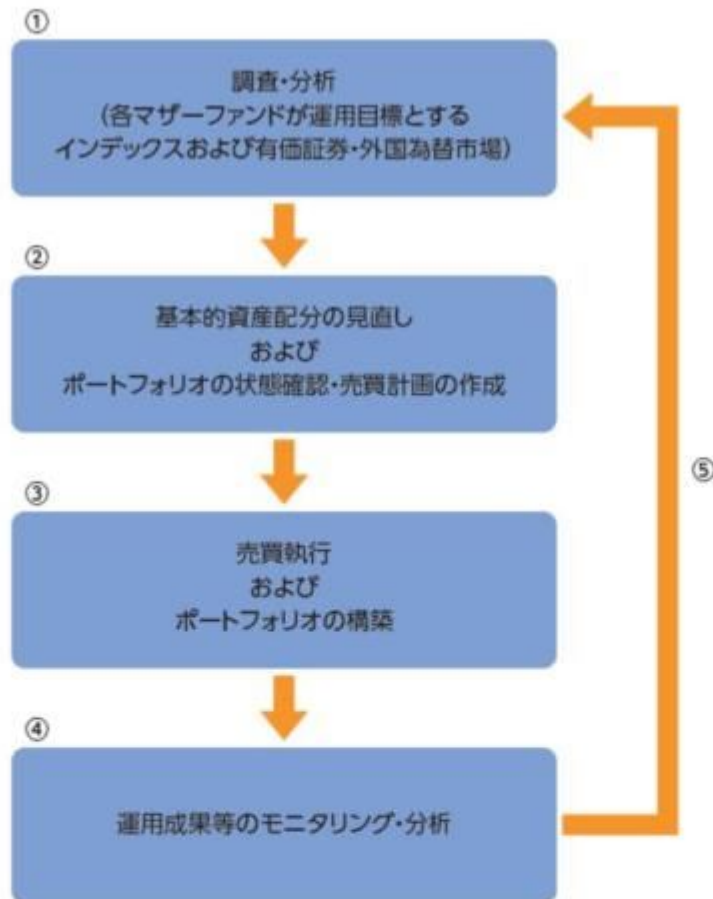 ①
調査・分析
(各マザーファンドが運用目標とする
インデックスおよび有価証券・外国為替市場)
②
基本的資産配分の見直し
および
ポートフォリオの状態確認・売買計画の作成
⑤
③
売買執行
および
ポートフォリオの構築
④
運用成果等のモニタリング・分析